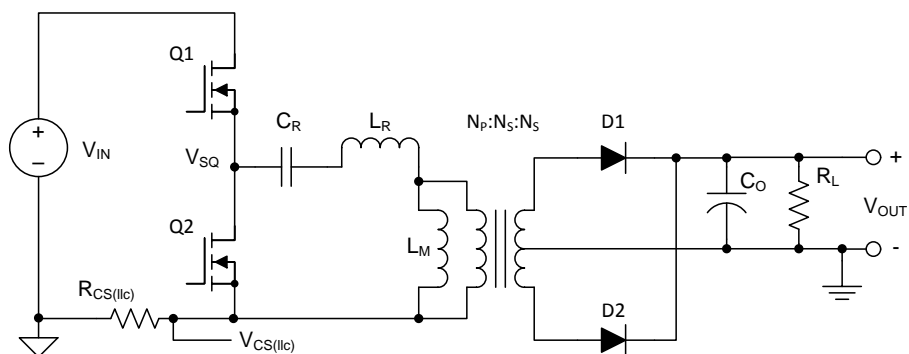 Q1
C_R
L_R
N_P:N_S:N_S
D1
+
−
V_IN
V_SQ
+
C_O
R_L
V_OUT
Q2
L_M
-
R_CS(llc)
D2
V_CS(llc)